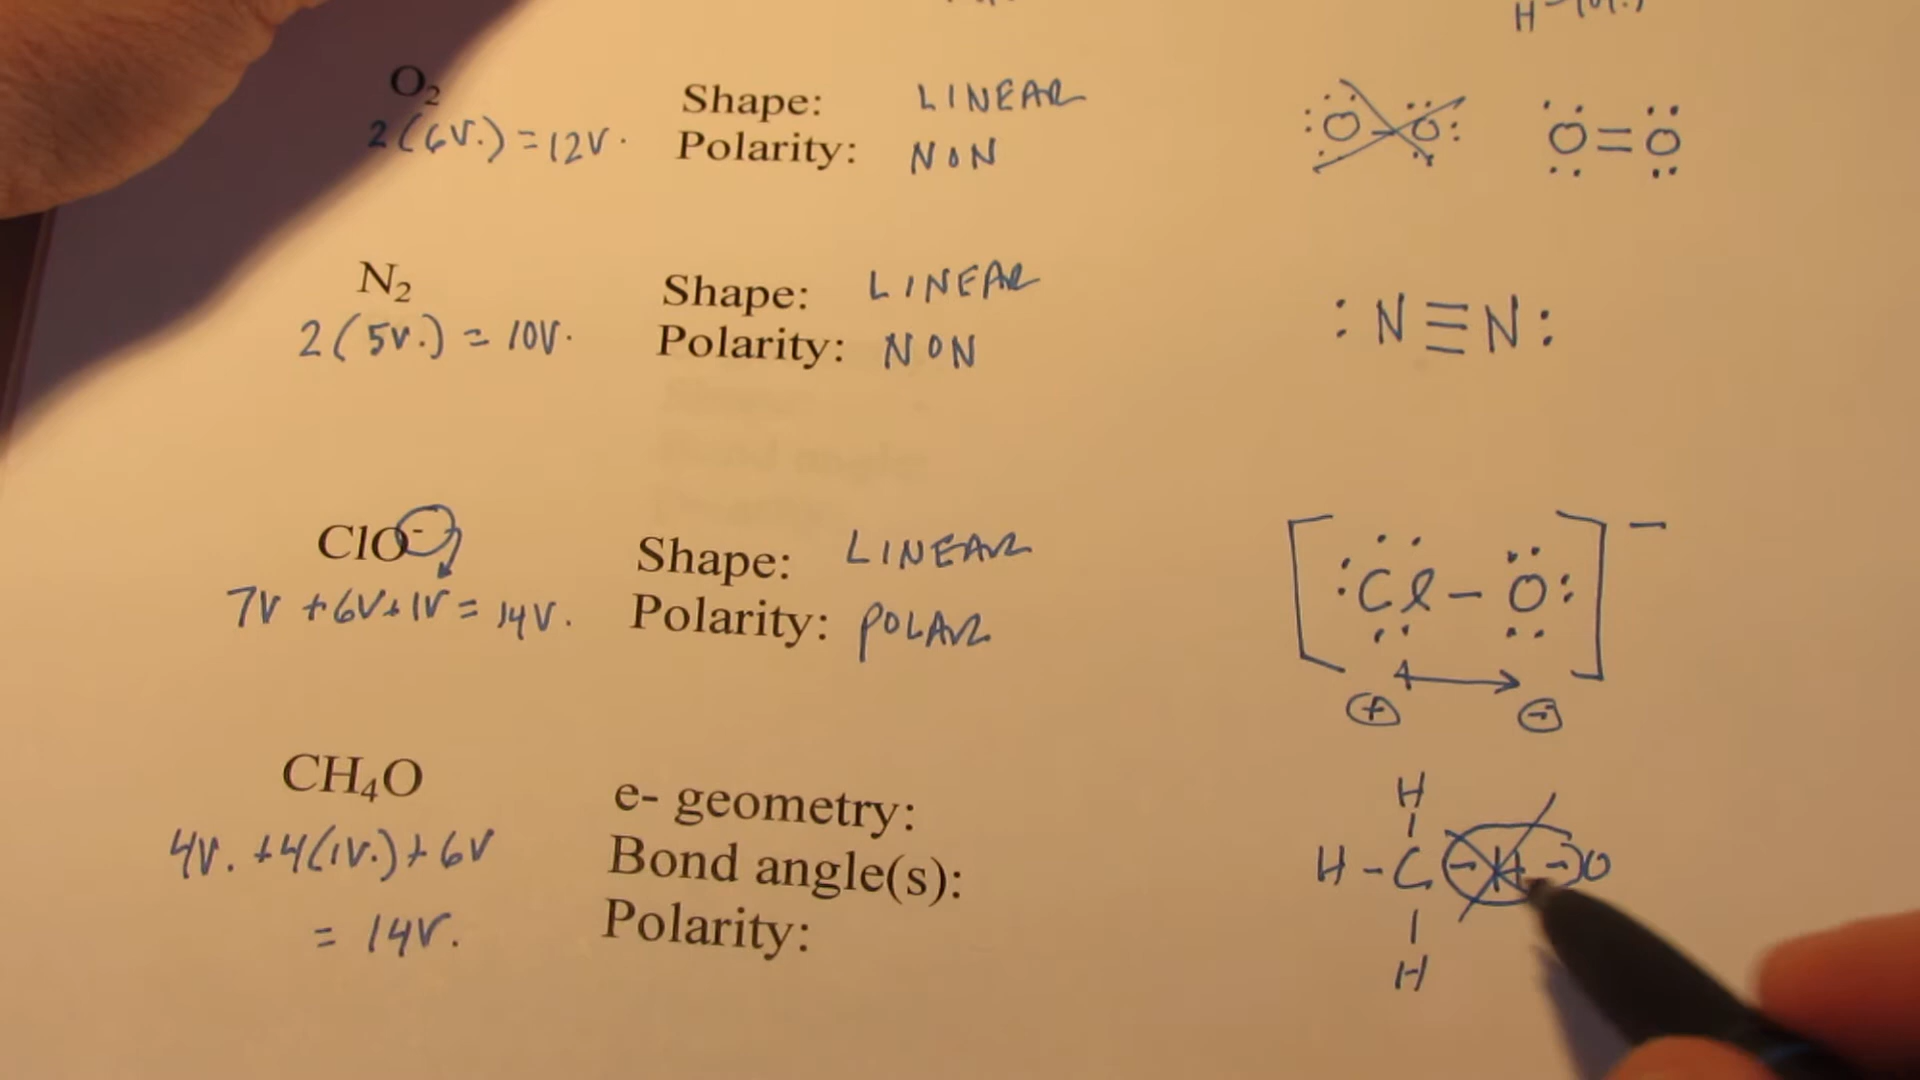 H
O₂ Shape: LINEAR
2(6V.) = 12V. Polarity: NON
:O-O: O=O
N₂ Shape: LINEAR
2(5V.) = 10V. Polarity: NON
:N≡N:
ClO⁻ Shape: LINEAR
7V + 6V + 1V = 14V. Polarity: POLAR
[:Cl - O:]⁻
+ -
CH₄O e- geometry:
4V. + 4(1V.) + 6V Bond angle(s):
= 14V. Polarity:
H
H - C - H - O
H